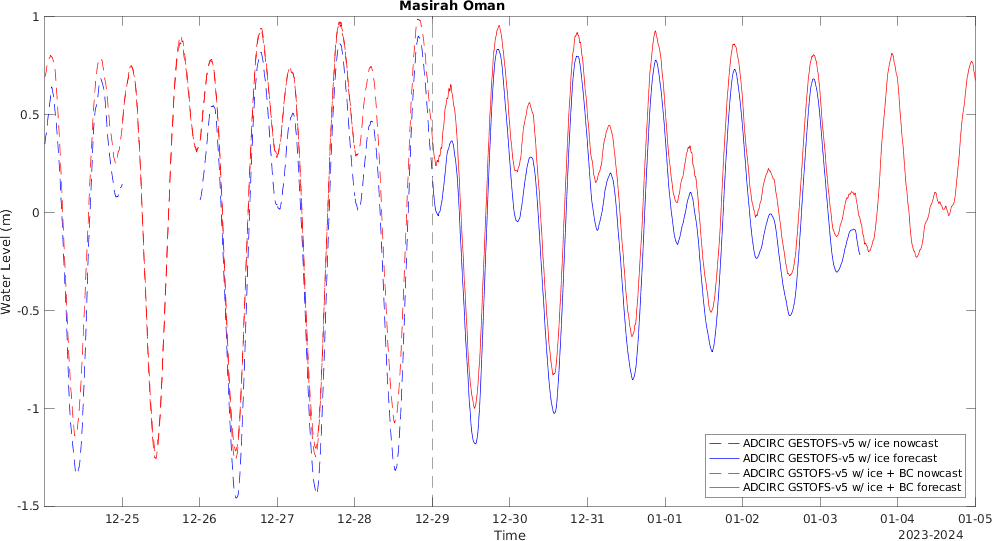 Masirah Oman
1
0.5
0
-0.5
-1
-1.5
Water Level (m)
ADCIRC GESTOFS-v5 w/ ice nowcast
ADCIRC GESTOFS-v5 w/ ice forecast
ADCIRC GSTOFS-v5 w/ ice + BC nowcast
ADCIRC GSTOFS-v5 w/ ice + BC forecast
12-25 12-26 12-27 12-28 12-29 12-30 12-31 01-01 01-02 01-03 01-04 01-05
Time
2023-2024